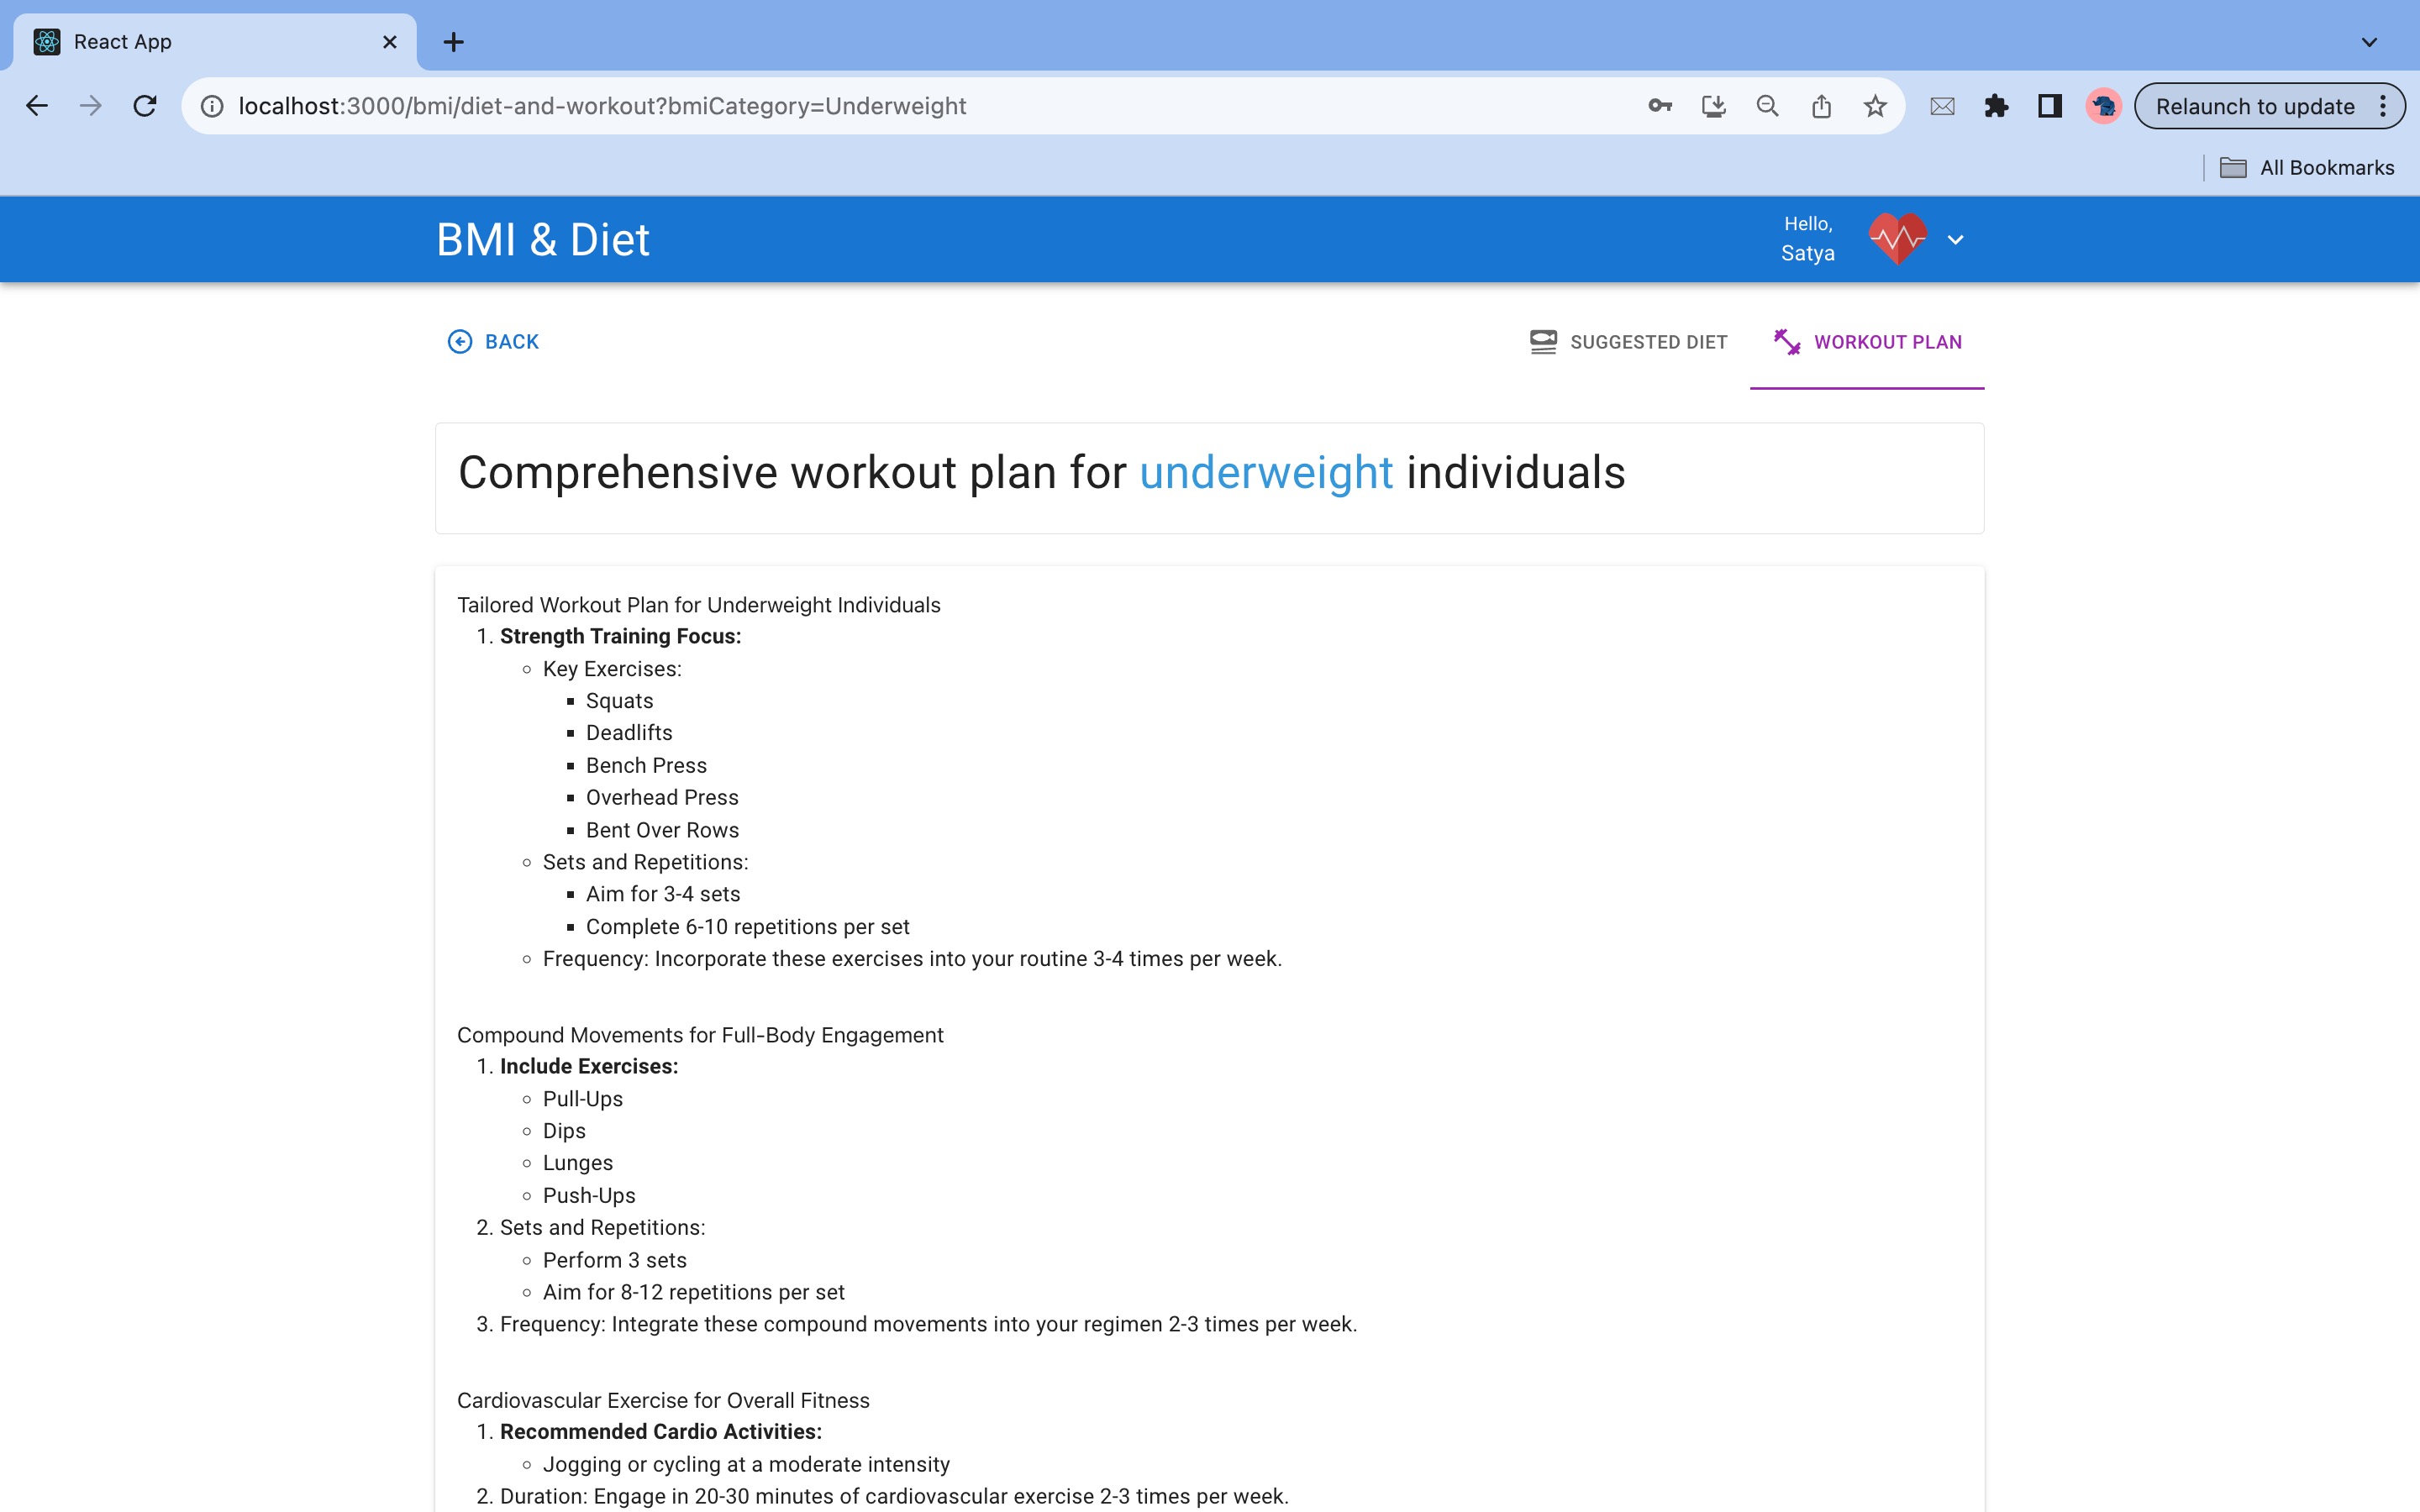 React App
localhost:3000/bmi/diet-and-workout?bmiCategory=Underweight
Relaunch to update
All Bookmarks
BMI & Diet
Hello,
Satya
BACK
SUGGESTED DIET
WORKOUT PLAN
Comprehensive workout plan for underweight individuals
Tailored Workout Plan for Underweight Individuals
1. Strength Training Focus:
Key Exercises:
Squats
Deadlifts
Bench Press
Overhead Press
Bent Over Rows
Sets and Repetitions:
Aim for 3-4 sets
Complete 6-10 repetitions per set
Frequency: Incorporate these exercises into your routine 3-4 times per week.
Compound Movements for Full-Body Engagement
1. Include Exercises:
Pull-Ups
Dips
Lunges
Push-Ups
2. Sets and Repetitions:
Perform 3 sets
Aim for 8-12 repetitions per set
3. Frequency: Integrate these compound movements into your regimen 2-3 times per week.
Cardiovascular Exercise for Overall Fitness
1. Recommended Cardio Activities:
Jogging or cycling at a moderate intensity
2. Duration: Engage in 20-30 minutes of cardiovascular exercise 2-3 times per week.